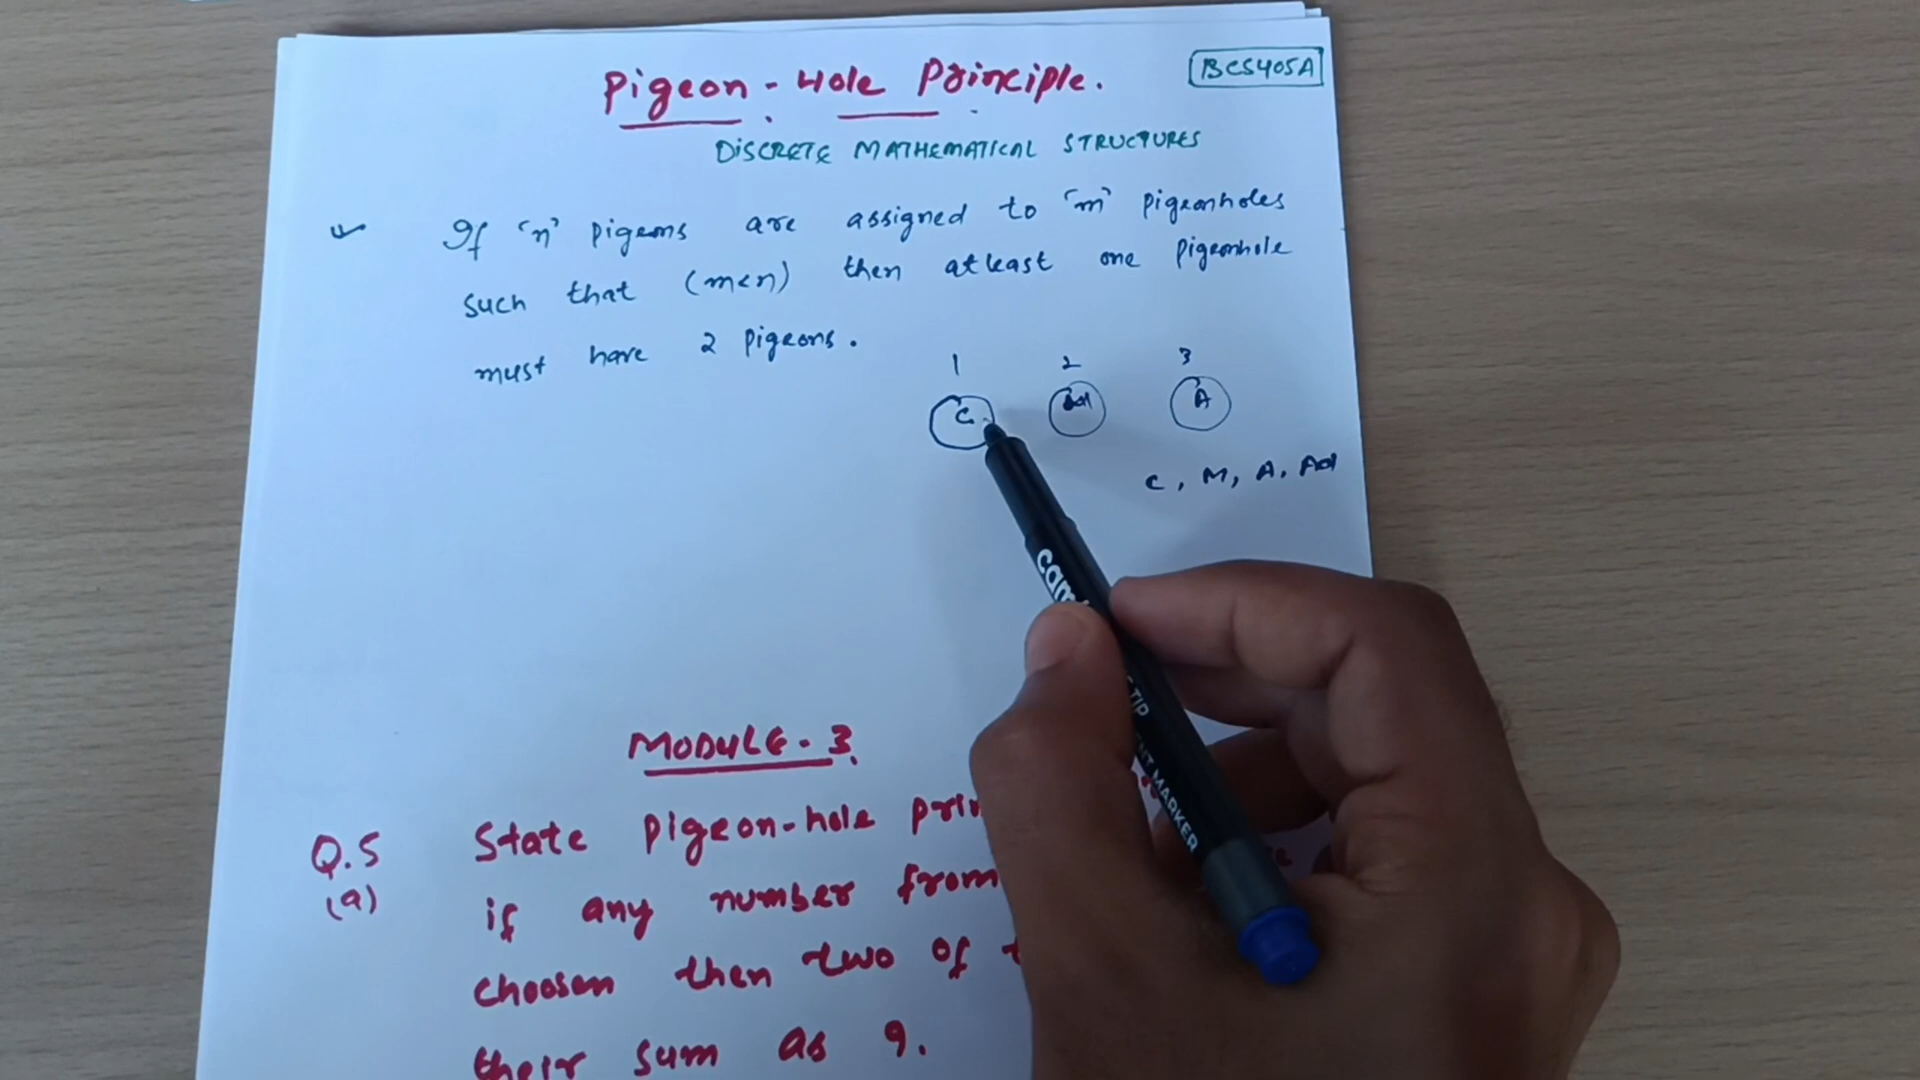 Pigeon-Hole Principle.
BCS405A
DISCRETE MATHEMATICAL STRUCTURES
If 'n' pigeons are assigned to 'm' pigeonholes
such that (m<n) then atleast one pigeonhole
must have 2 pigeons.
1 2 3
C A
C, M, A, Adl
MODULE-3
Q.5 State pigeon-hole
(a) if any number from
choosen then two of
their sum as 9.
MARKER